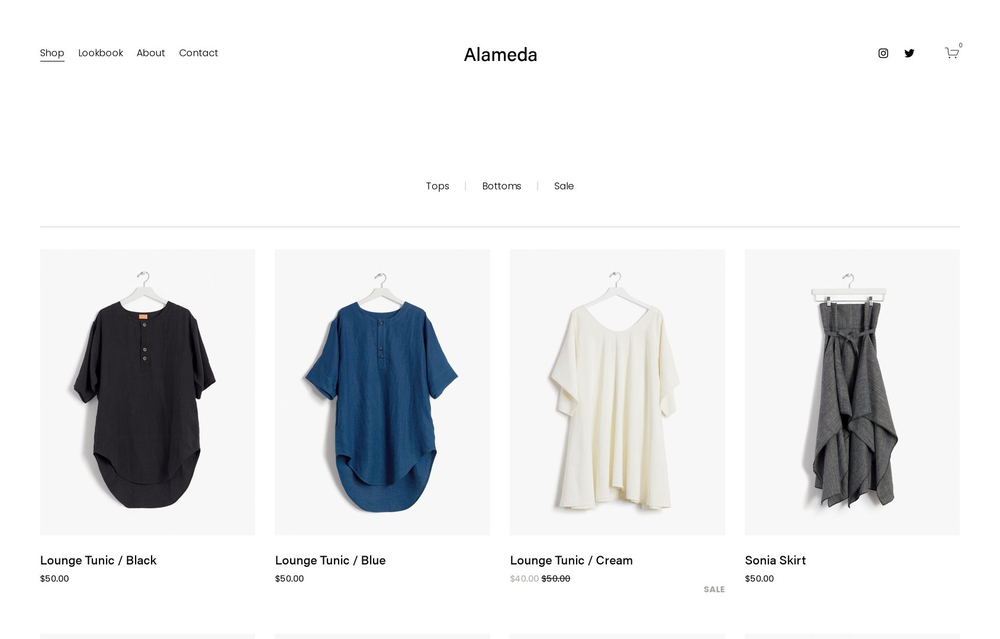 Shop Lookbook About Contact
Alameda
0
Tops | Bottoms | Sale
Lounge Tunic / Black
$50.00
Lounge Tunic / Blue
$50.00
Lounge Tunic / Cream
$40.00 $50.00
SALE
Sonia Skirt
$50.00